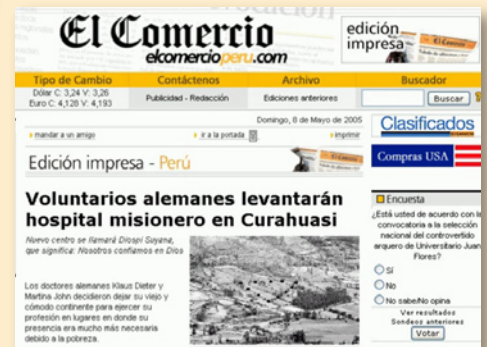 El Comercio
elcomercioperu.com
edición
impresa
Tipo de Cambio Contáctenos Archivo Buscador
Dólar C: 3,24 V: 3,26
Euro C: 4,128 V: 4,193
Publicidad - Redacción Ediciones anteriores Buscar
Domingo, 8 de Mayo de 2005
mandar a un amigo ir a la portada imprimir
Edición impresa - Perú
Voluntarios alemanes levantarán
hospital misionero en Curahuasi
Nuevo centro se llamará Diospi Suyana,
que significa: Nosotros confiamos en Dios
Los doctores alemanes Klaus Dieter y
Martina John decidieron dejar su viejo y
cómodo continente para ejercer su
profesión en lugares en donde su
presencia era mucho más necesaria
debido a la pobreza.
Clasificados
Compras USA
Encuesta
¿Está usted de acuerdo con la
convocatoria a la selección
nacional del controvertido
arquero de Universitario Juan
Flores?
Sí
No
No sabe/No opina
Ver resultados
Sondeos anteriores
Votar